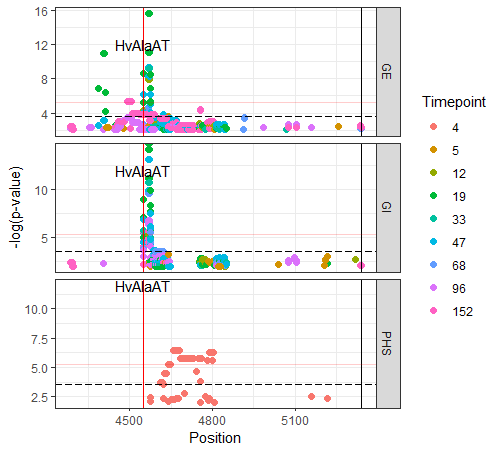 16
12
8
4
HvAlaAT
GE
-log(p-value)
10
5
HvAlaAT
GI
10.0
7.5
5.0
2.5
HvAlaAT
PHS
4500
4800
5100
Position
Timepoint
4
5
12
19
33
47
68
96
152